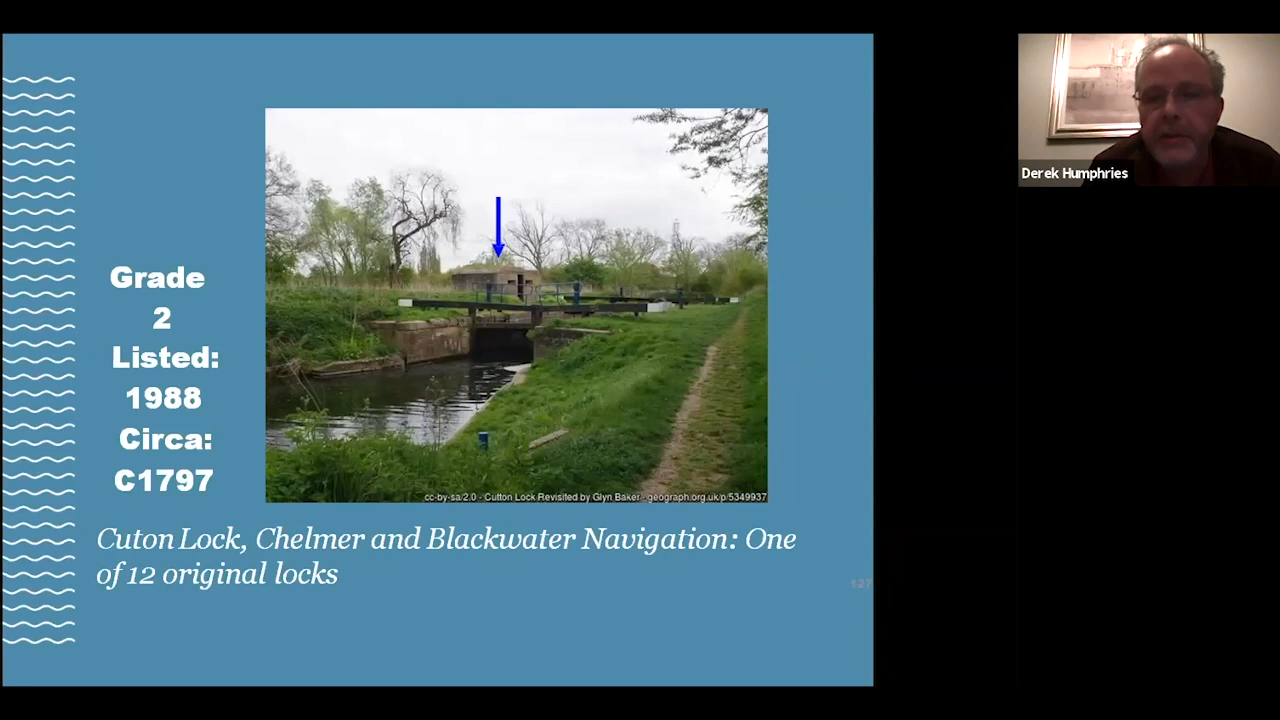 Grade
2
Listed:
1988
Circa:
C1797
cc-by-sa/2.0 - Cutton Lock Revisited by Glyn Baker - geograph.org.uk/p/5349937
Cuton Lock, Chelmer and Blackwater Navigation: One
of 12 original locks
127
Derek Humphries